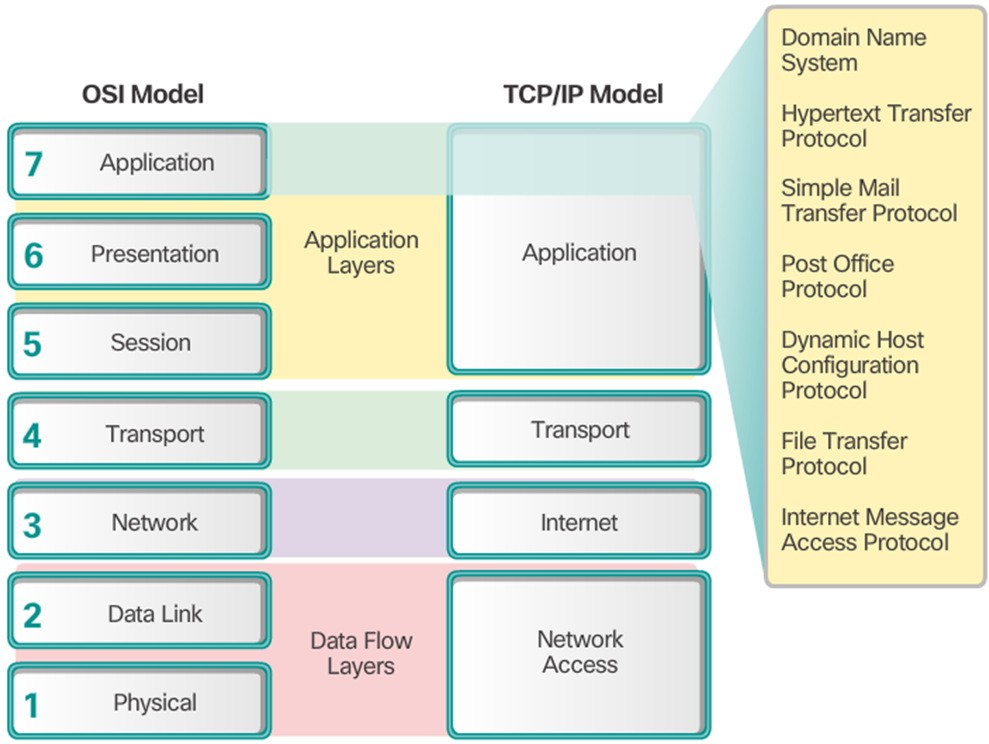 OSI Model
TCP/IP Model
7 Application
6 Presentation
5 Session
4 Transport
3 Network
2 Data Link
1 Physical
Application
Layers
Data Flow
Layers
Application
Transport
Internet
Network
Access
Domain Name
System
Hypertext Transfer
Protocol
Simple Mail
Transfer Protocol
Post Office
Protocol
Dynamic Host
Configuration
Protocol
File Transfer
Protocol
Internet Message
Access Protocol